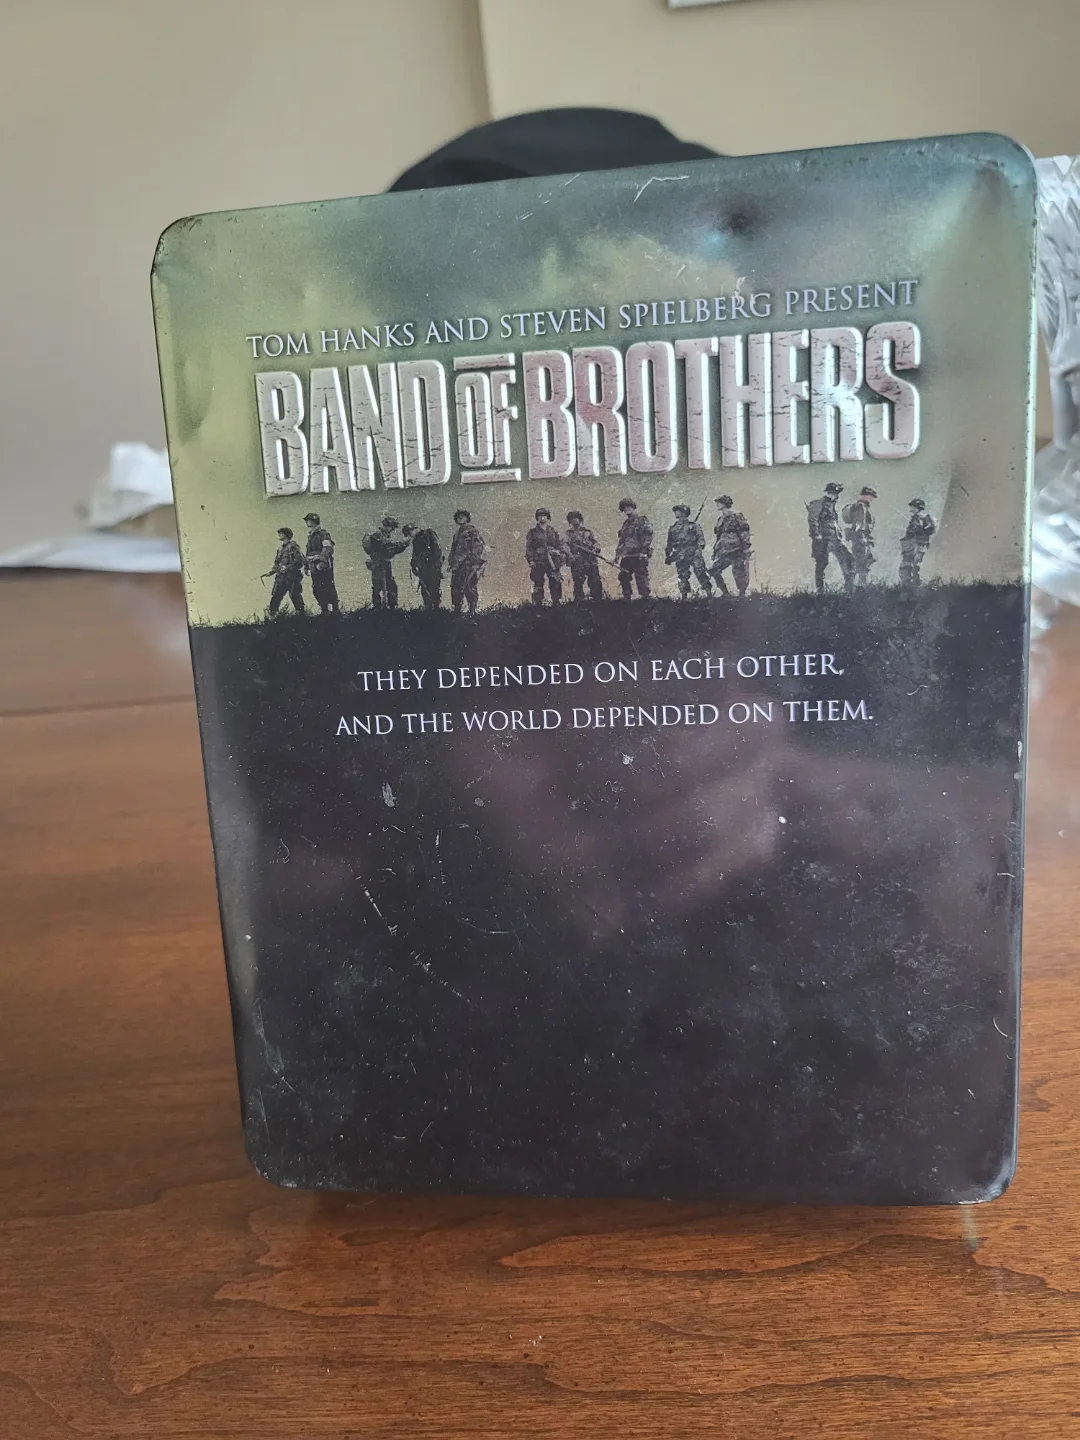 TOM HANKS AND STEVEN SPIELBERG PRESENT
BAND OF BROTHERS
THEY DEPENDED ON EACH OTHER,
AND THE WORLD DEPENDED ON THEM.